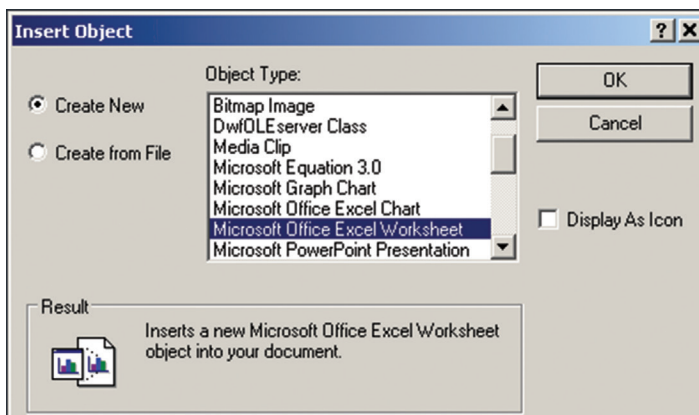 Insert Object
Object Type:
Create New
Create from File
Bitmap Image
DwfOLEserver Class
Media Clip
Microsoft Equation 3.0
Microsoft Graph Chart
Microsoft Office Excel Chart
Microsoft Office Excel Worksheet
Microsoft PowerPoint Presentation
OK
Cancel
Display As Icon
Result
Inserts a new Microsoft Office Excel Worksheet
object into your document.